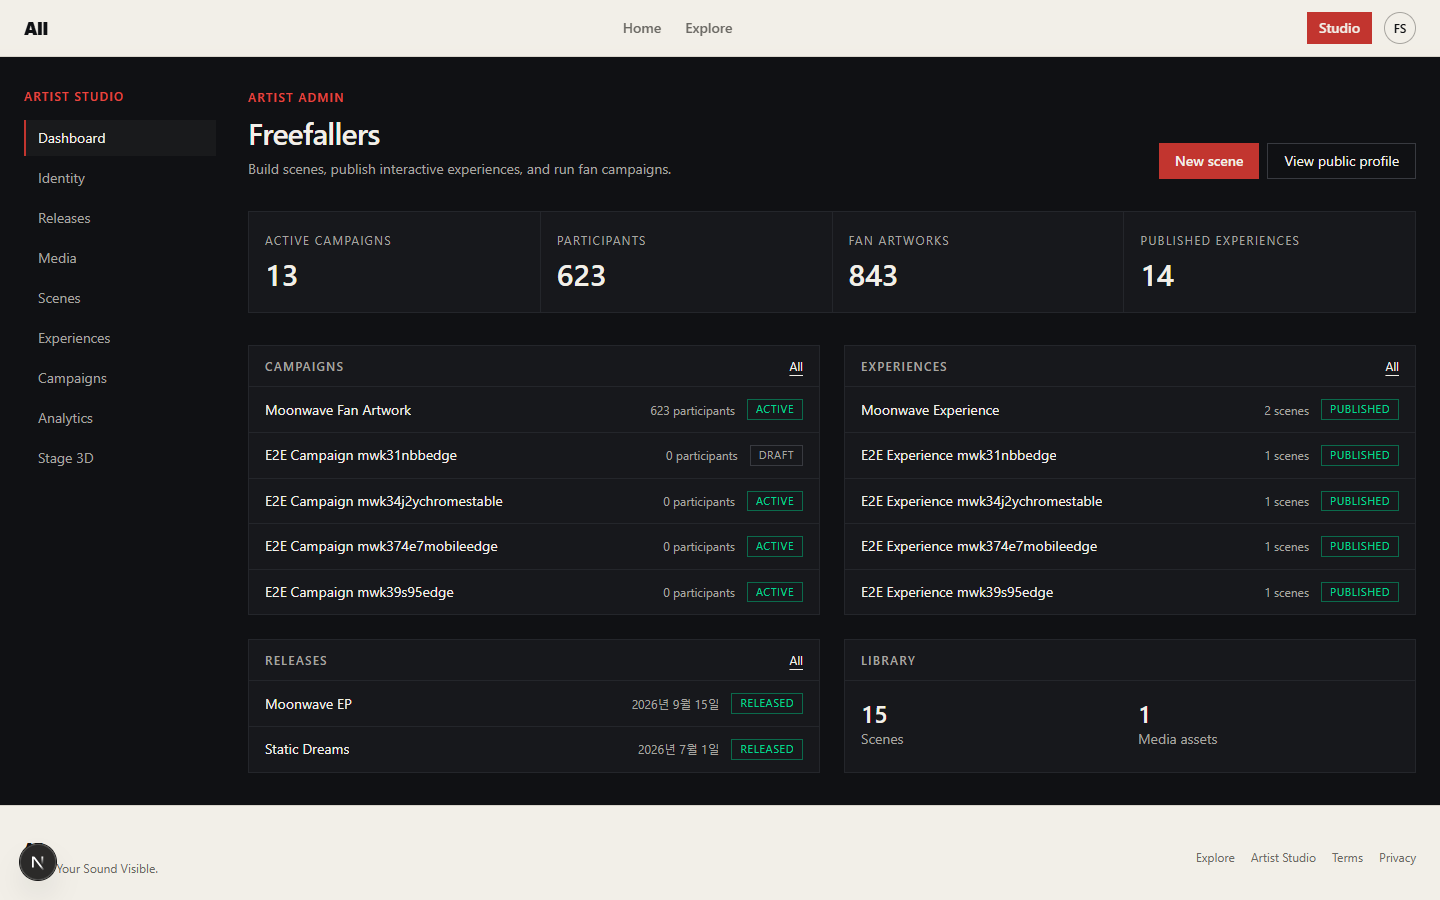 All
Home
Explore
Studio
FS
ARTIST STUDIO
Dashboard
Identity
Releases
Media
Scenes
Experiences
Campaigns
Analytics
Stage 3D
ARTIST ADMIN
Freefallers
Build scenes, publish interactive experiences, and run fan campaigns.
New scene
View public profile
ACTIVE CAMPAIGNS
13
PARTICIPANTS
623
FAN ARTWORKS
843
PUBLISHED EXPERIENCES
14
CAMPAIGNS
All
Moonwave Fan Artwork
623 participants
ACTIVE
E2E Campaign mwk31nbbedge
0 participants
DRAFT
E2E Campaign mwk34j2ychromestable
0 participants
ACTIVE
E2E Campaign mwk374e7mobileedge
0 participants
ACTIVE
E2E Campaign mwk39s95edge
0 participants
ACTIVE
EXPERIENCES
All
Moonwave Experience
2 scenes
PUBLISHED
E2E Experience mwk31nbbedge
1 scenes
PUBLISHED
E2E Experience mwk34j2ychromestable
1 scenes
PUBLISHED
E2E Experience mwk374e7mobileedge
1 scenes
PUBLISHED
E2E Experience mwk39s95edge
1 scenes
PUBLISHED
RELEASES
All
Moonwave EP
2026년 9월 15일
RELEASED
Static Dreams
2026년 7월 1일
RELEASED
LIBRARY
15
Scenes
1
Media assets
N
Your Sound Visible.
Explore
Artist Studio
Terms
Privacy